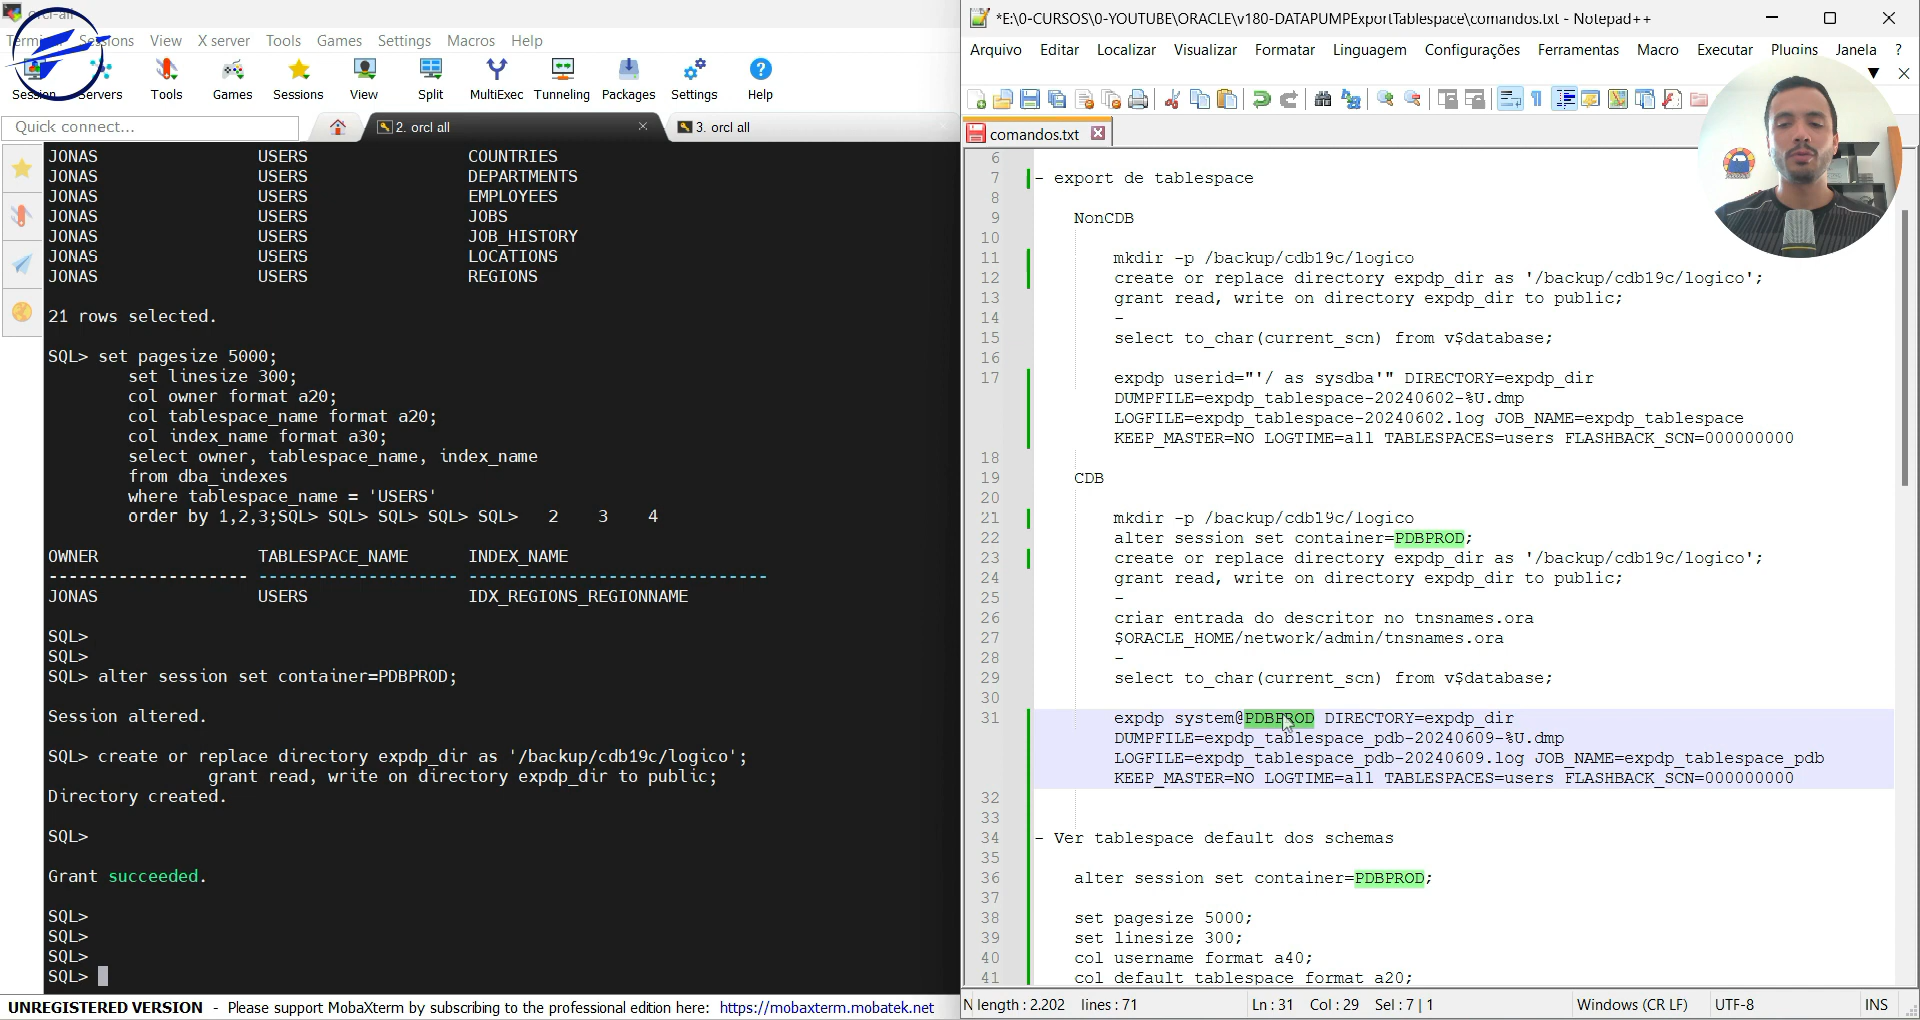 orcl-all
Terminal Sessions View X server Tools Games Settings Macros Help
Session Servers Tools Games Sessions View Split MultiExec Tunneling Packages Settings Help
Quick connect...
2. orcl all
3. orcl all
JONAS USERS COUNTRIES
JONAS USERS DEPARTMENTS
JONAS USERS EMPLOYEES
JONAS USERS JOBS
JONAS USERS JOB_HISTORY
JONAS USERS LOCATIONS
JONAS USERS REGIONS
21 rows selected.
SQL> set pagesize 5000;
set linesize 300;
col owner format a20;
col tablespace_name format a20;
col index_name format a30;
select owner, tablespace_name, index_name
from dba_indexes
where tablespace_name = 'USERS'
order by 1,2,3;SQL> SQL> SQL> SQL> SQL> 2 3 4
OWNER TABLESPACE_NAME INDEX_NAME
-------------------- -------------------- ------------------------------
JONAS USERS IDX_REGIONS_REGIONNAME
SQL>
SQL>
SQL> alter session set container=PDBPROD;
Session altered.
SQL> create or replace directory expdp_dir as '/backup/cdb19c/logico';
grant read, write on directory expdp_dir to public;
Directory created.
SQL>
Grant succeeded.
SQL>
SQL>
SQL>
SQL>
UNREGISTERED VERSION - Please support MobaXterm by subscribing to the professional edition here: https://mobaxterm.mobatek.net
*E:\0-CURSOS\0-YOUTUBE\ORACLE\v180-DATAPUMPExportTablespace\comandos.txt - Notepad++
Arquivo Editar Localizar Visualizar Formatar Linguagem Configurações Ferramentas Macro Executar Plugins Janela ?
comandos.txt
6
7 - export de tablespace
8
9 NonCDB
10
11 mkdir -p /backup/cdb19c/logico
12 create or replace directory expdp_dir as '/backup/cdb19c/logico';
13 grant read, write on directory expdp_dir to public;
14 -
15 select to_char(current_scn) from v$database;
16
17 expdp userid="'/ as sysdba'" DIRECTORY=expdp_dir
DUMPFILE=expdp_tablespace-20240602-%U.dmp
LOGFILE=expdp_tablespace-20240602.log JOB_NAME=expdp_tablespace
KEEP_MASTER=NO LOGTIME=all TABLESPACES=users FLASHBACK_SCN=000000000
18
19 CDB
20
21 mkdir -p /backup/cdb19c/logico
22 alter session set container=PDBPROD;
23 create or replace directory expdp_dir as '/backup/cdb19c/logico';
24 grant read, write on directory expdp_dir to public;
25 -
26 criar entrada do descritor no tnsnames.ora
27 $ORACLE_HOME/network/admin/tnsnames.ora
28 -
29 select to_char(current_scn) from v$database;
30
31 expdp system@PDBPROD DIRECTORY=expdp_dir
DUMPFILE=expdp_tablespace_pdb-20240609-%U.dmp
LOGFILE=expdp_tablespace_pdb-20240609.log JOB_NAME=expdp_tablespace_pdb
KEEP_MASTER=NO LOGTIME=all TABLESPACES=users FLASHBACK_SCN=000000000
32
33
34 - Ver tablespace default dos schemas
35
36 alter session set container=PDBPROD;
37
38 set pagesize 5000;
39 set linesize 300;
40 col username format a40;
41 col default_tablespace format a20;
N length : 2.202 lines : 71 Ln : 31 Col : 29 Sel : 7 | 1 Windows (CR LF) UTF-8 INS